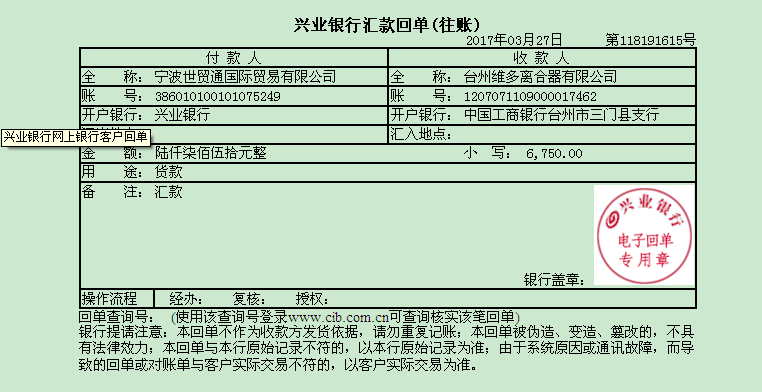 兴业银行汇款回单(往账)
2017年03月27日 第118191615号
付 款 人 收 款 人
全 称: 宁波世贸通国际贸易有限公司 全 称: 台州维多离合器有限公司
账 号: 386010100101075249 账 号: 1207071109000017462
开户银行: 兴业银行 开户银行: 中国工商银行台州市三门县支行
汇入地点:
兴业银行网上银行客户回单
金 额: 陆仟柒佰伍拾元整 小 写: 6,750.00
用 途: 货款
备 注: 汇款
兴业银行
电子回单
专用章
银行盖章:
操作流程 经办: 复核: 授权:
回单查询号: (使用该查询号登录www.cib.com.cn可查询核实该笔回单)
银行提请注意: 本回单不作为收款方发货依据, 请勿重复记账; 本回单被伪造、变造、篡改的, 不具
有法律效力; 本回单与本行原始记录不符的, 以本行原始记录为准; 由于系统原因或通讯故障, 而导
致的回单或对账单与客户实际交易不符的, 以客户实际交易为准。